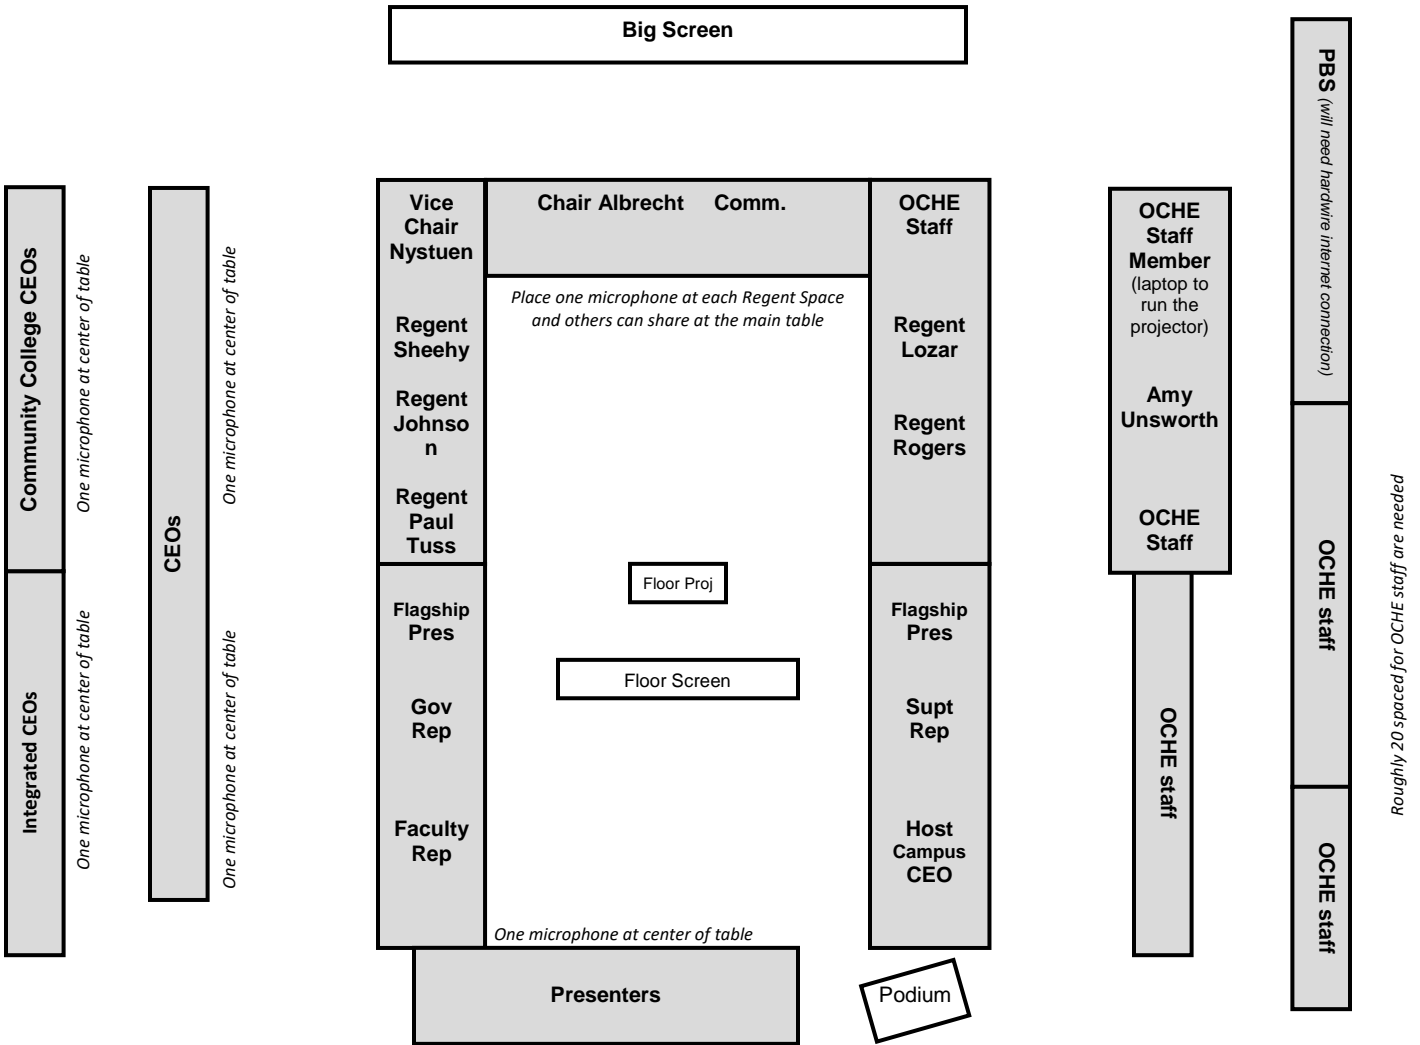 Big Screen
PBS (will need hardwire internet connection)
Community College CEOs
One microphone at center of table
Integrated CEOs
One microphone at center of table
CEOs
One microphone at center of table
One microphone at center of table
Vice
Chair
Nystuen
Regent
Sheehy
Regent
Johnso
n
Regent
Paul
Tuss
Flagship
Pres
Gov
Rep
Faculty
Rep
Chair Albrecht Comm.
Place one microphone at each Regent Space
and others can share at the main table
Floor Proj
Floor Screen
One microphone at center of table
Presenters
Podium
OCHE
Staff
Regent
Lozar
Regent
Rogers
Flagship
Pres
Supt
Rep
Host
Campus
CEO
OCHE
Staff
Member
(laptop to
run the
projector)
Amy
Unsworth
OCHE
Staff
OCHE staff
OCHE staff
OCHE staff
Roughly 20 spaced for OCHE staff are needed